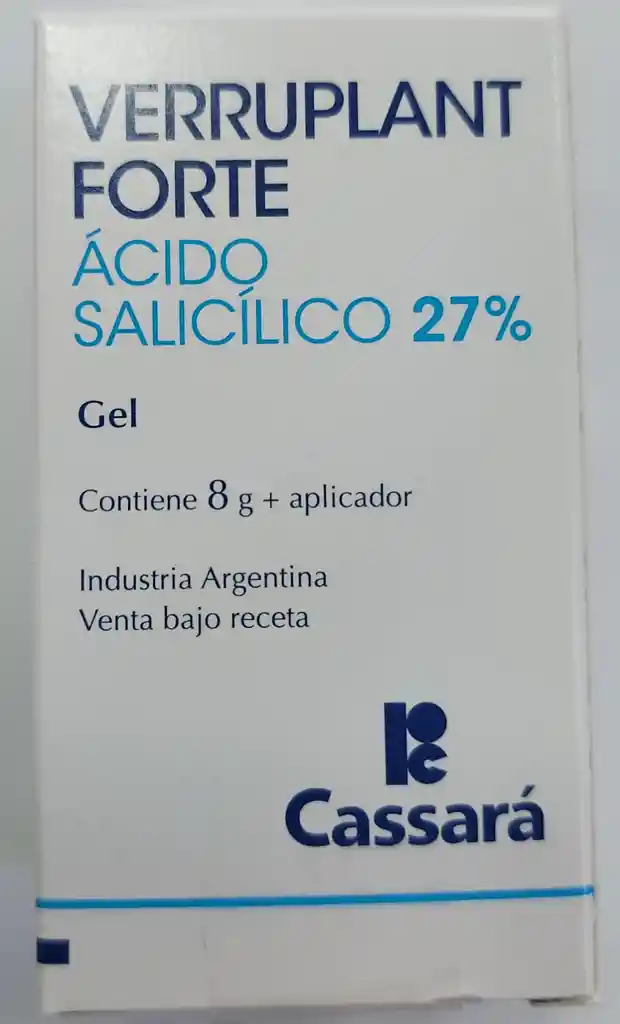 VERRUPLANT
FORTE
ÁCIDO
SALICÍLICO 27%
Gel
Contiene 8 g + aplicador
Industria Argentina
Venta bajo receta
Cassará